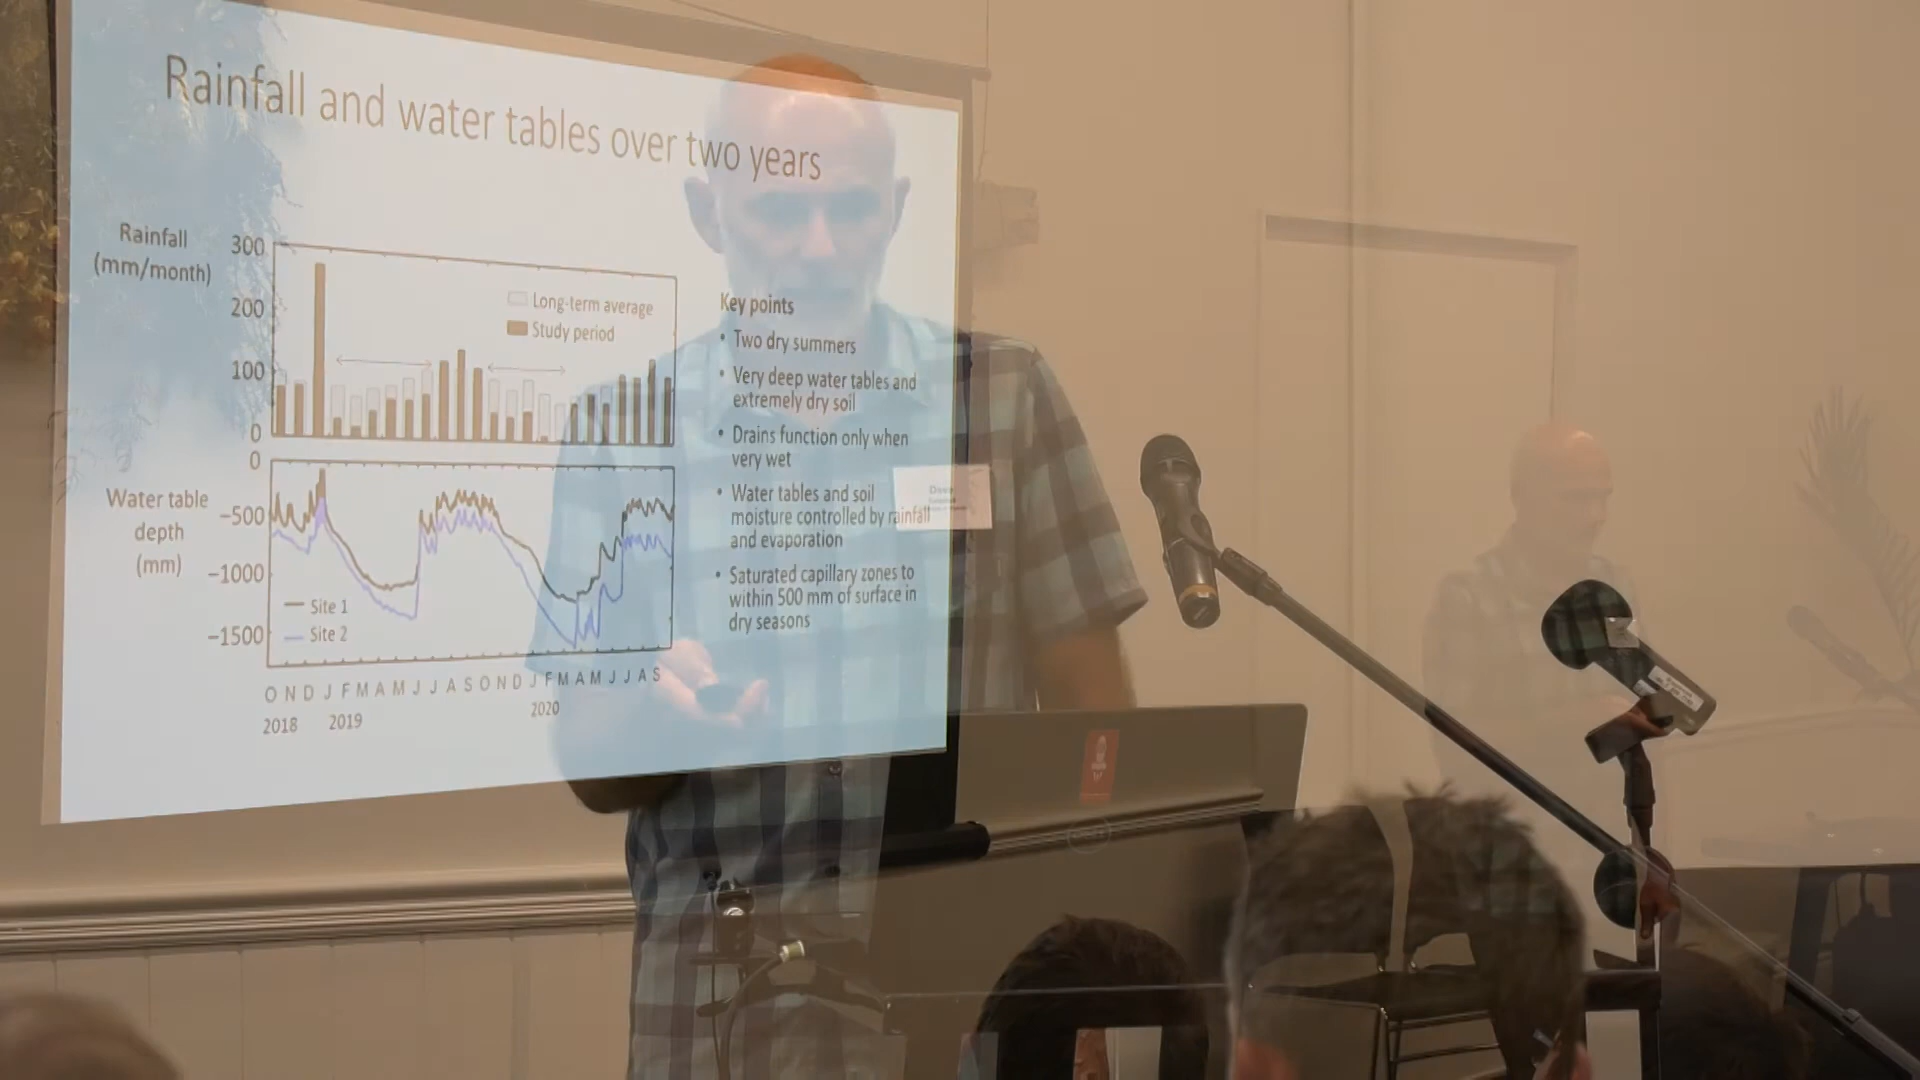 Rainfall and water tables over two years
Rainfall
(mm/month)
300
200
100
0
Long-term average
Study period
Water table
depth
(mm)
0
−500
−1000
−1500
Site 1
Site 2
O N D J F M A M J J A S O N D J F M A M J J A S
2018 2019 2020
Key points
• Two dry summers
• Very deep water tables and
extremely dry soil
• Drains function only when
very wet
• Water tables and soil
moisture controlled by rainfall
and evaporation
• Saturated capillary zones to
within 500 mm of surface in
dry seasons
Dave